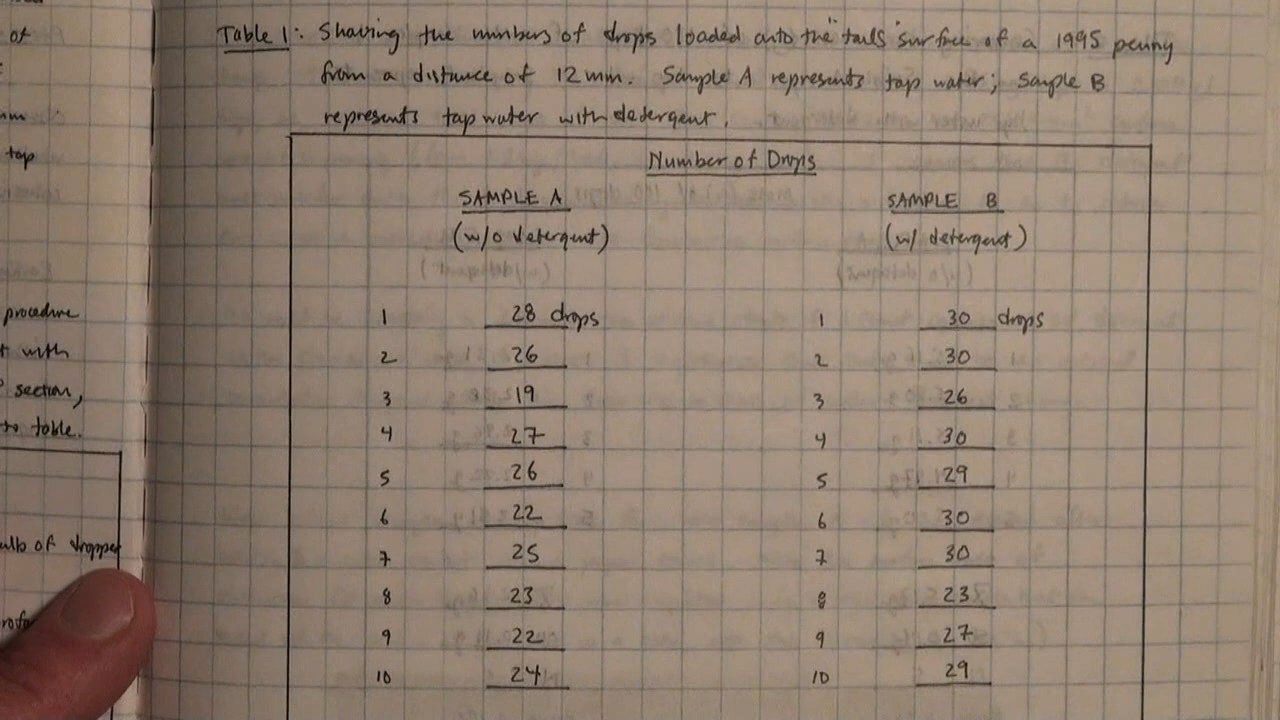 of
Table 1: Showing the numbers of drops loaded onto the "tails" surface of a 1995 penny
from a distance of 12 mm. Sample A represents tap water; Sample B
represents tap water with detergent.
tap
Number of Drops
SAMPLE A SAMPLE B
(w/o detergent) (w/ detergent)
procedure
with
section,
to table.
1 28 drops 1 30 drops
2 26 2 30
3 19 3 26
4 27 4 30
5 26 5 29
6 22 6 30
7 25 7 30
8 23 8 23
9 22 9 27
10 24 10 29
of dropper